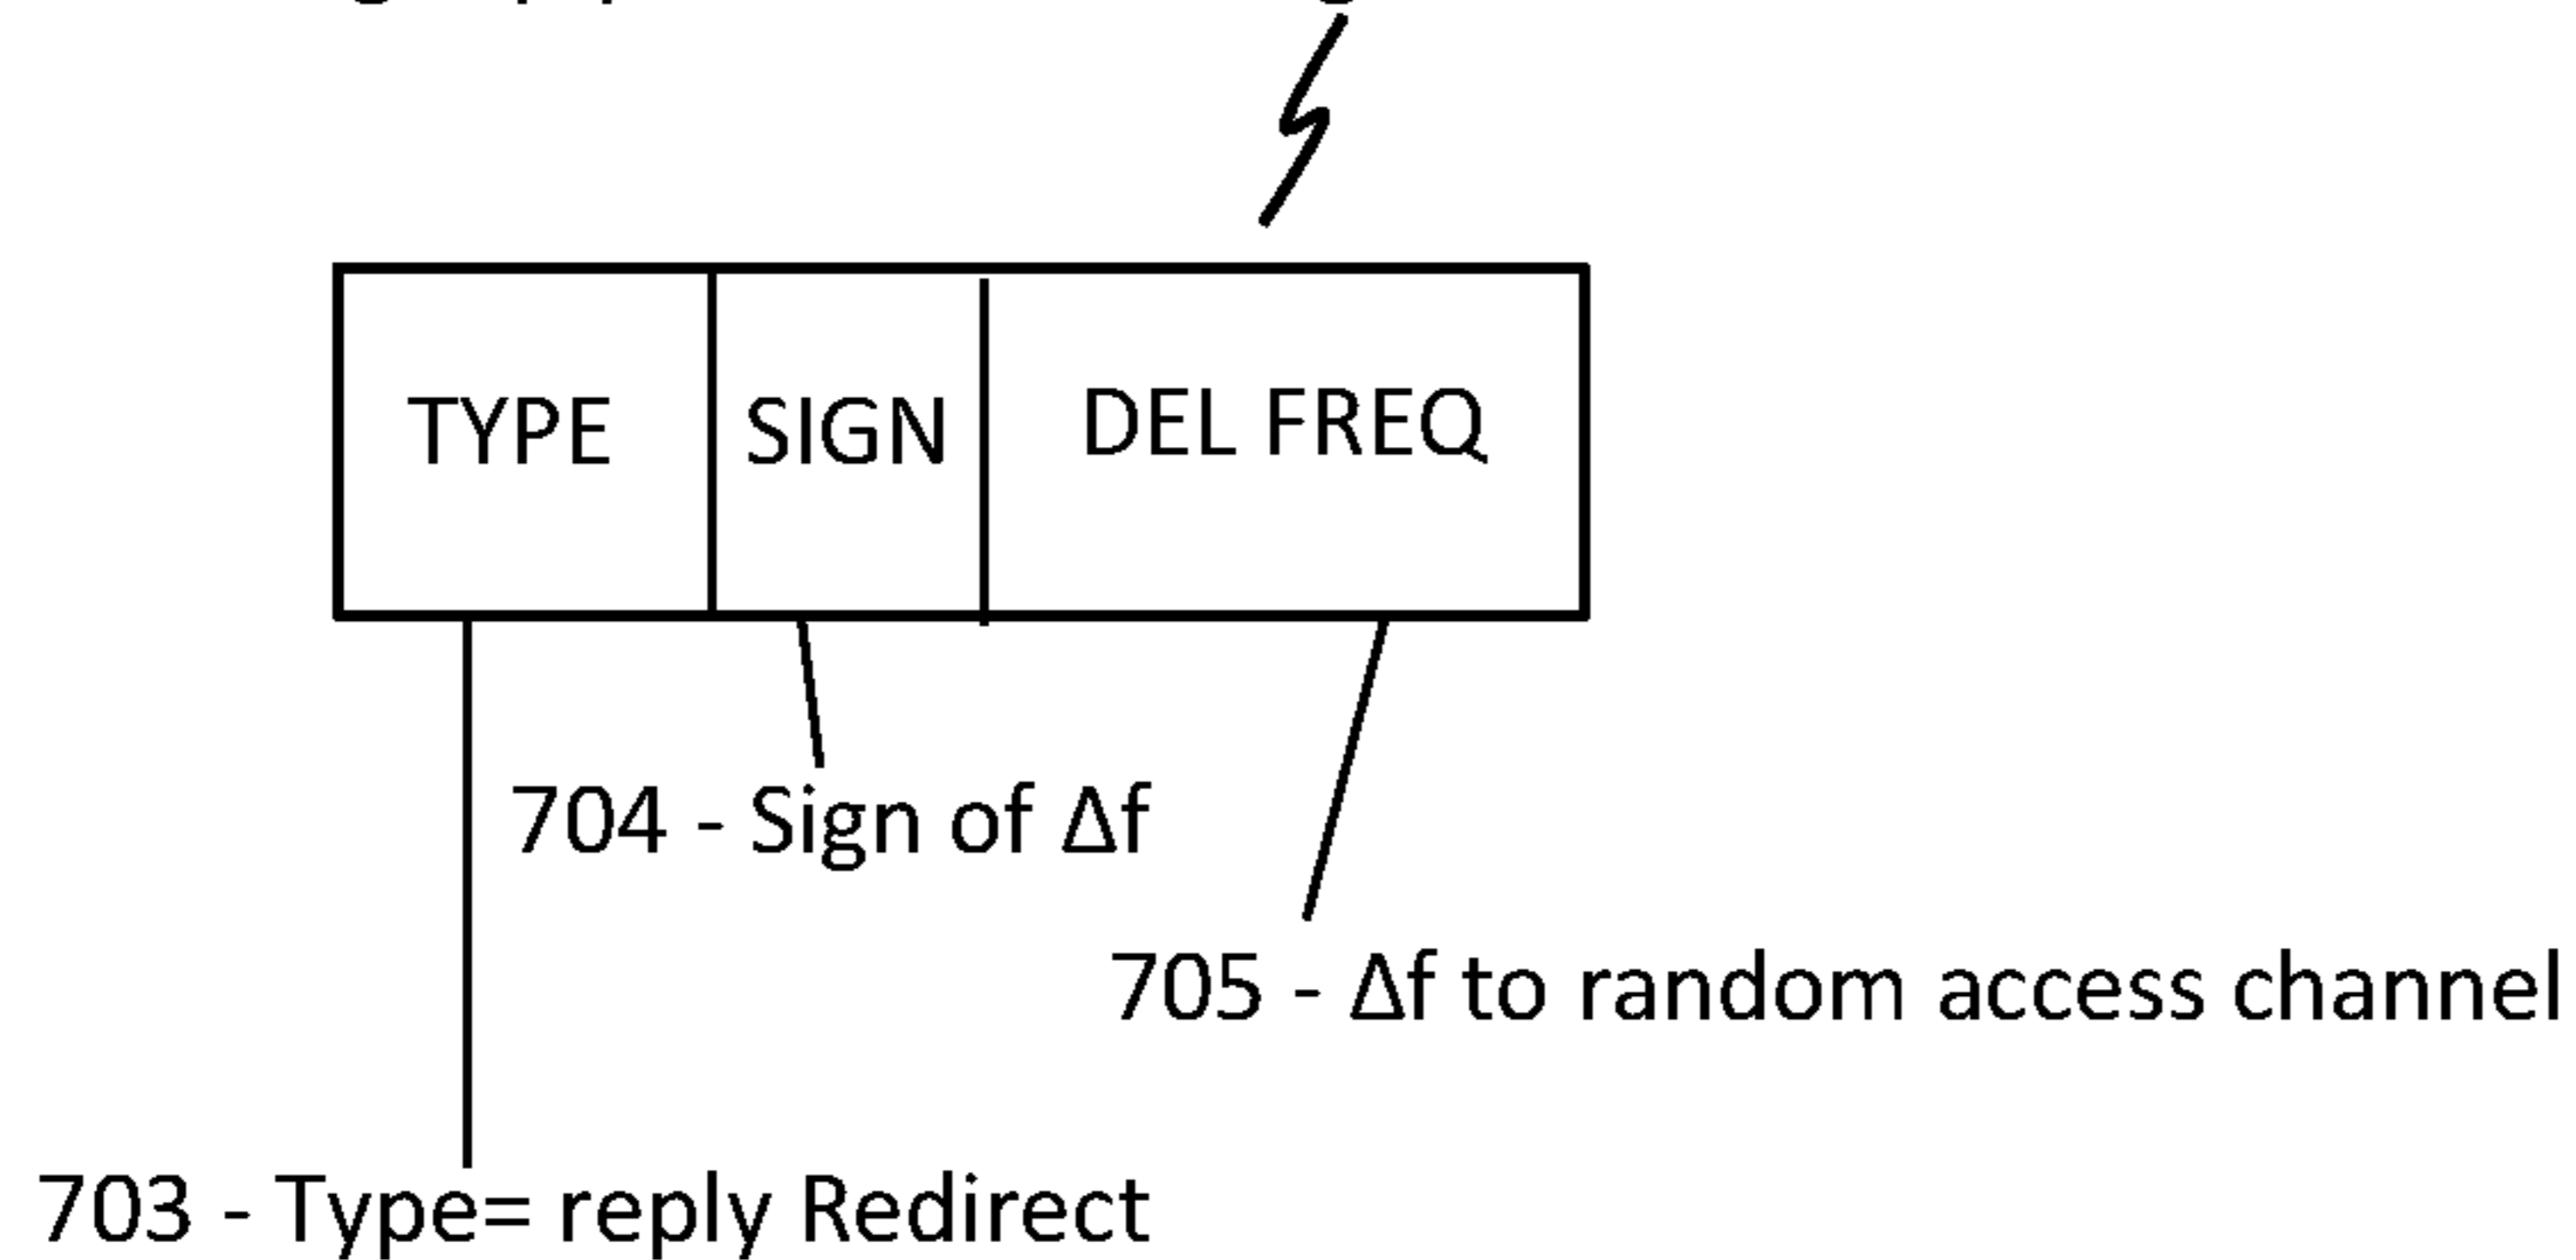 TYPE SIGN DEL FREQ
704 - Sign of Δf
705 - Δf to random access channel
703 - Type= reply Redirect